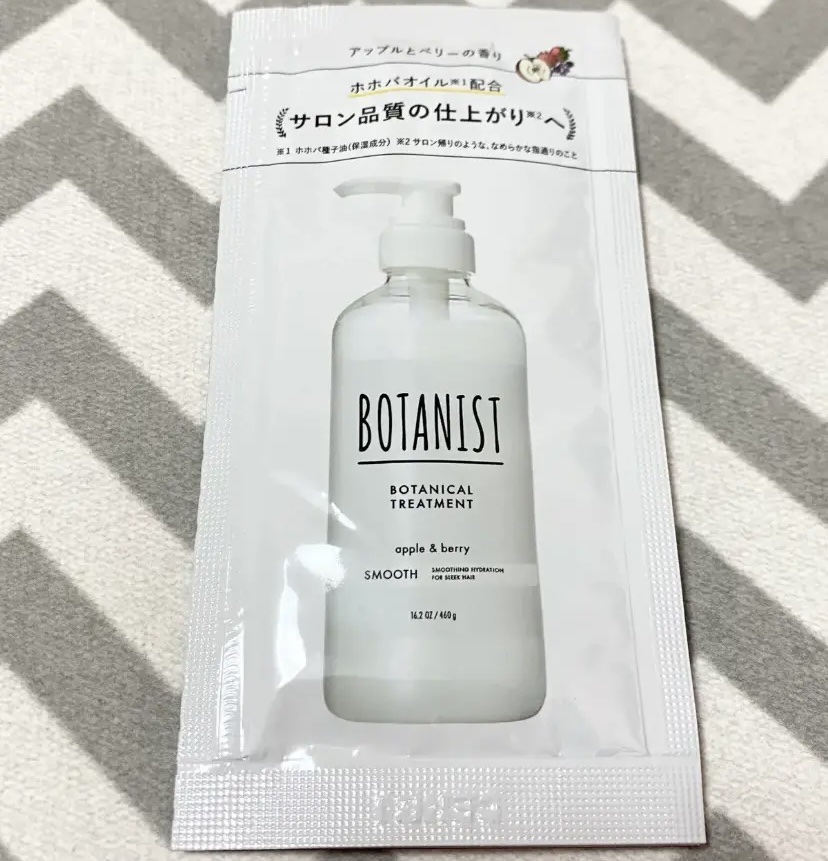 アップルとベリーの香り
ホホバオイル※1配合
サロン品質の仕上がり※2へ
※1 ホホバ種子油(保湿成分) ※2 サロン帰りのような、なめらかな指通りのこと
BOTANIST
BOTANICAL
TREATMENT
apple & berry
SMOOTH SMOOTHING HYDRATION
FOR SLEEK HAIR
16.2 OZ / 460g